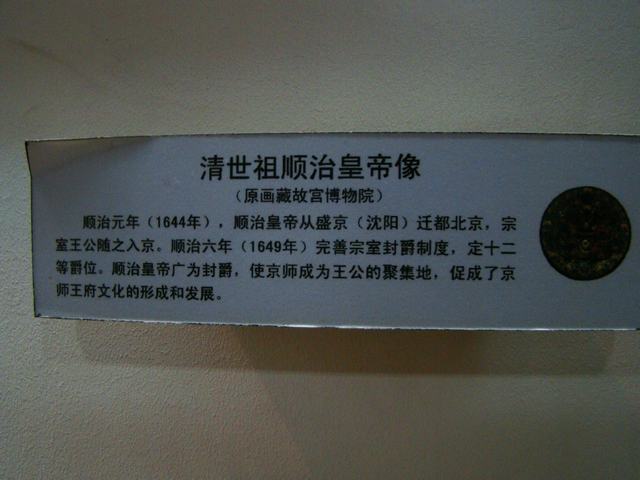 清世祖顺治皇帝像
（原画藏故宫博物院）
顺治元年（1644年），顺治皇帝从盛京（沈阳）迁都北京，宗
室王公随之入京。顺治六年（1649年）完善宗室封爵制度，定十二
等爵位。顺治皇帝广为封爵，使京师成为王公的聚集地，促成了京
师王府文化的形成和发展。